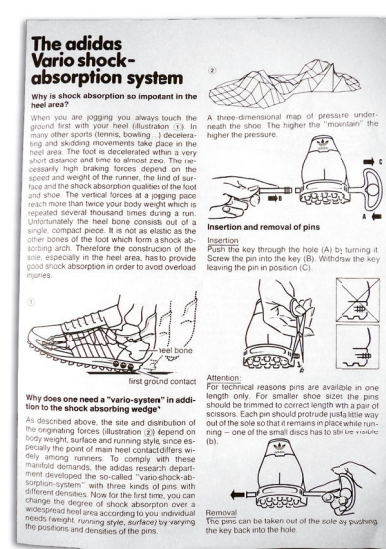 The adidas
Vario shock-
absorption system
Why is shock absorption so important in the
heel area?
When you are jogging you always touch the
ground first with your heel (illustration ①). In
many other sports (tennis, bowling ...) decelera-
ting and skidding movements take place in the
heel area. The foot is decelerated within a very
short distance and time to almost zero. The ne-
cessarily high braking forces depend on the
speed and weight of the runner, the kind of sur-
face and the shock absorption qualities of the foot
and shoe. The vertical forces at a jogging pace
reach more than twice your body weight which is
repeated several thousand times during a run.
Unfortunately the heel bone consists out of a
single, compact piece. It is not as elastic as the
other bones of the foot which form a shock ab-
sorbing arch. Therefore the construction of the
sole, especially in the heel area, has to provide
good shock absorption in order to avoid overload
injuries.
①
heel bone
first ground contact
Why does one need a "vario-system" in addi-
tion to the shock absorbing wedge"
As described above, the site and distribution of
the originating forces (illustration ②) depend on
body weight, surface and running style, since es-
pecially the point of main heel contact differs wi-
dely among runners. To comply with these
manifold demands, the adidas research depart-
ment developed the so-called "vario-shock-ab-
sorption-system" with three kinds of pins with
different densities. Now for the first time, you can
change the degree of shock absorption over a
widespread heel area according to you individual
needs (weight, running style, surface) by varying
the positions and densities of the pins.
②
A three-dimensional map of pressure under-
neath the shoe. The higher the "mountain" the
higher the pressure.
C
B
A
Insertion and removal of pins
Insertion
Push the key through the hole (A) by turning it.
Screw the pin into the key (B). Withdraw the key
leaving the pin in position (C).
b
Attention:
For technical reasons pins are available in one
length only. For smaller shoe sizes the pins
should be trimmed to correct length with a pair of
scissors. Each pin should protrude just a little way
out of the sole so that it remains in place while run-
ning – one of the small discs has to still be visible
(b).
adidas
Removal
The pins can be taken out of the sole by pushing
the key back into the hole.